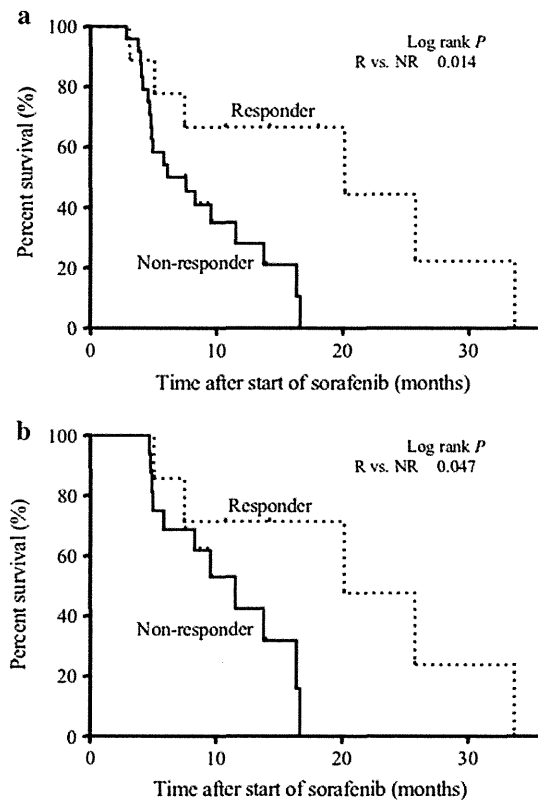 a
Log rank P
R vs. NR 0.014
100
80
60
40
20
0
Percent survival (%)
Responder
Non-responder
0 10 20 30
Time after start of sorafenib (months)
b
Log rank P
R vs. NR 0.047
100
80
60
40
20
0
Percent survival (%)
Responder
Non-responder
0 10 20 30
Time after start of sorafenib (months)